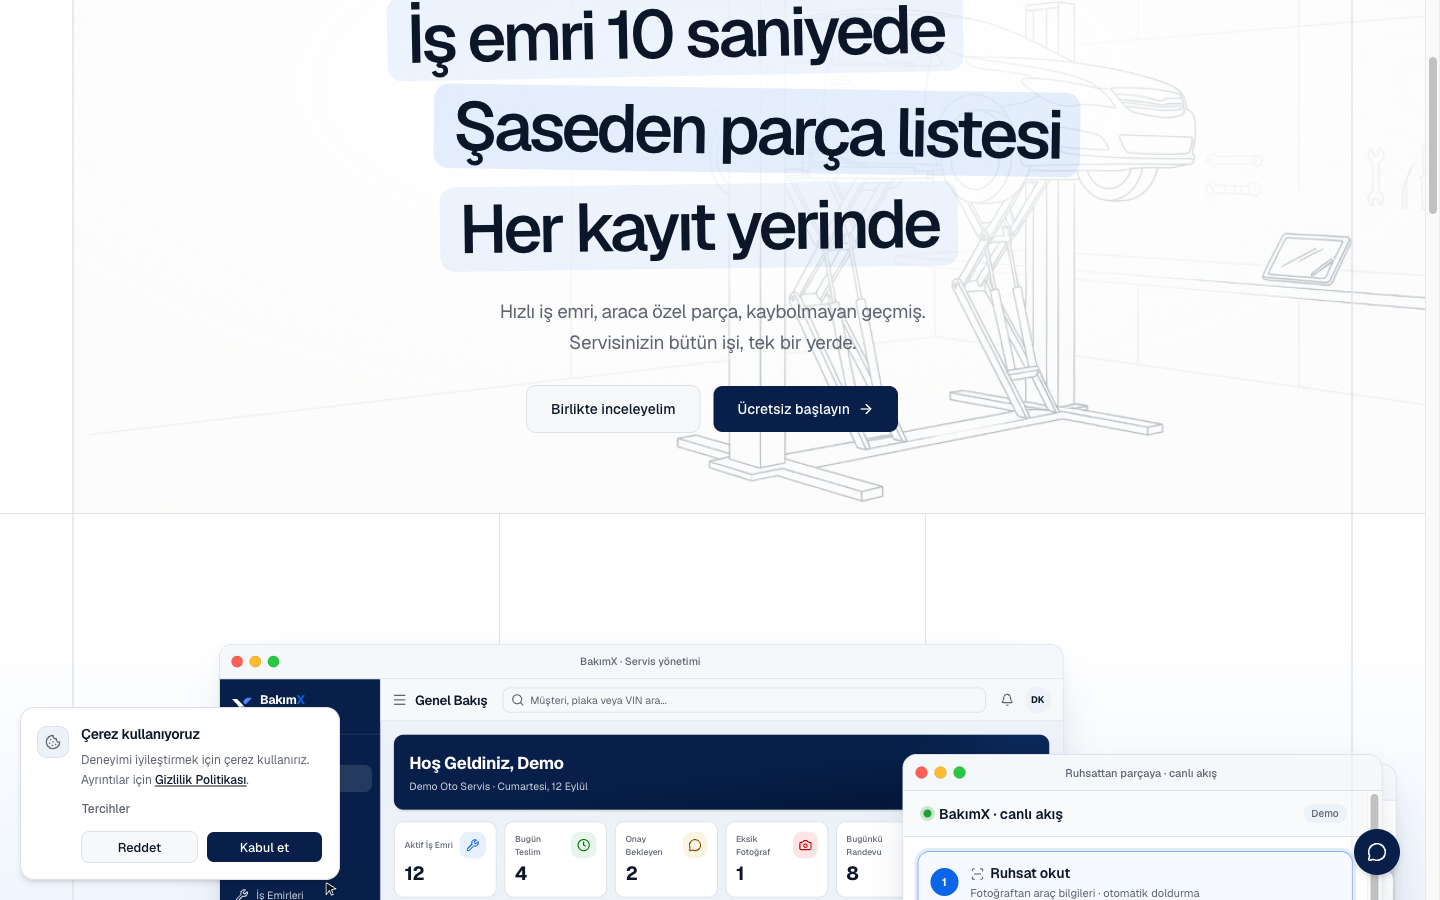 İş emri 10 saniyede
Şaseden parça listesi
Her kayıt yerinde
Hızlı iş emri, araca özel parça, kaybolmayan geçmiş.
Servisinizin bütün işi, tek bir yerde.
Birlikte inceleyelim
Ücretsiz başlayın
BakımX · Servis yönetimi
BakımX
Genel Bakış
Müşteri, plaka veya VIN ara...
DK
Hoş Geldiniz, Demo
Demo Oto Servis · Cumartesi, 12 Eylül
Aktif İş Emri
12
Bugün
Teslim
4
Onay
Bekleyen
2
Eksik
Fotoğraf
1
Bugünkü
Randevu
8
İş Emirleri
Ruhsattan parçaya · canlı akış
BakımX · canlı akış
Demo
1
Ruhsat okut
Fotoğraftan araç bilgileri · otomatik doldurma
Çerez kullanıyoruz
Deneyimi iyileştirmek için çerez kullanırız.
Ayrıntılar için Gizlilik Politikası.
Tercihler
Reddet
Kabul et